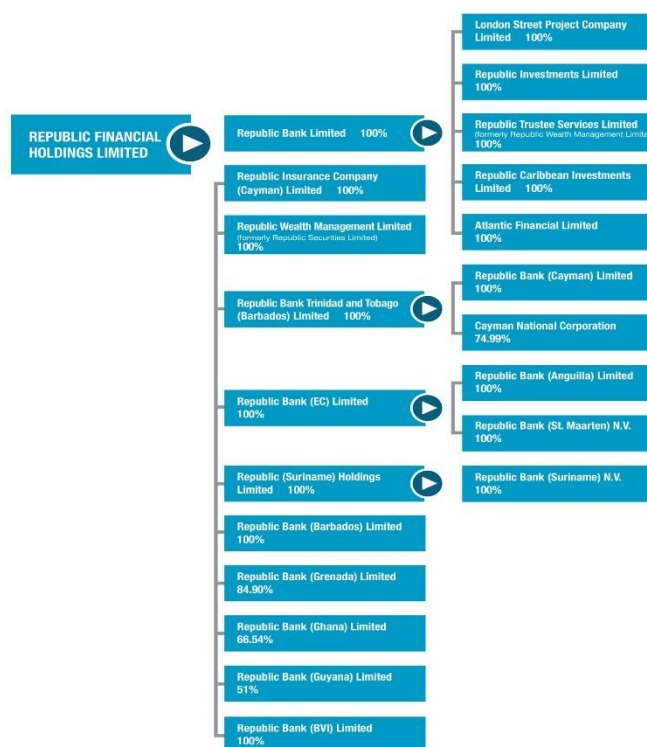 REPUBLIC FINANCIAL
HOLDINGS LIMITED
Republic Bank Limited 100%
London Street Project Company
Limited 100%
Republic Investments Limited
100%
Republic Trustee Services Limited
(formerly Republic Wealth Management Limite
100%
Republic Caribbean Investments
Limited 100%
Atlantic Financial Limited
100%
Republic Insurance Company
(Cayman) Limited 100%
Republic Wealth Management Limited
(formerly Republic Securities Limited)
100%
Republic Bank Trinidad and Tobago
(Barbados) Limited 100%
Republic Bank (Cayman) Limited
100%
Cayman National Corporation
74.99%
Republic Bank (EC) Limited
100%
Republic Bank (Anguilla) Limited
100%
Republic Bank (St. Maarten) N.V.
100%
Republic (Suriname) Holdings
Limited 100%
Republic Bank (Suriname) N.V.
100%
Republic Bank (Barbados) Limited
100%
Republic Bank (Grenada) Limited
84.90%
Republic Bank (Ghana) Limited
66.54%
Republic Bank (Guyana) Limited
51%
Republic Bank (BVI) Limited
100%